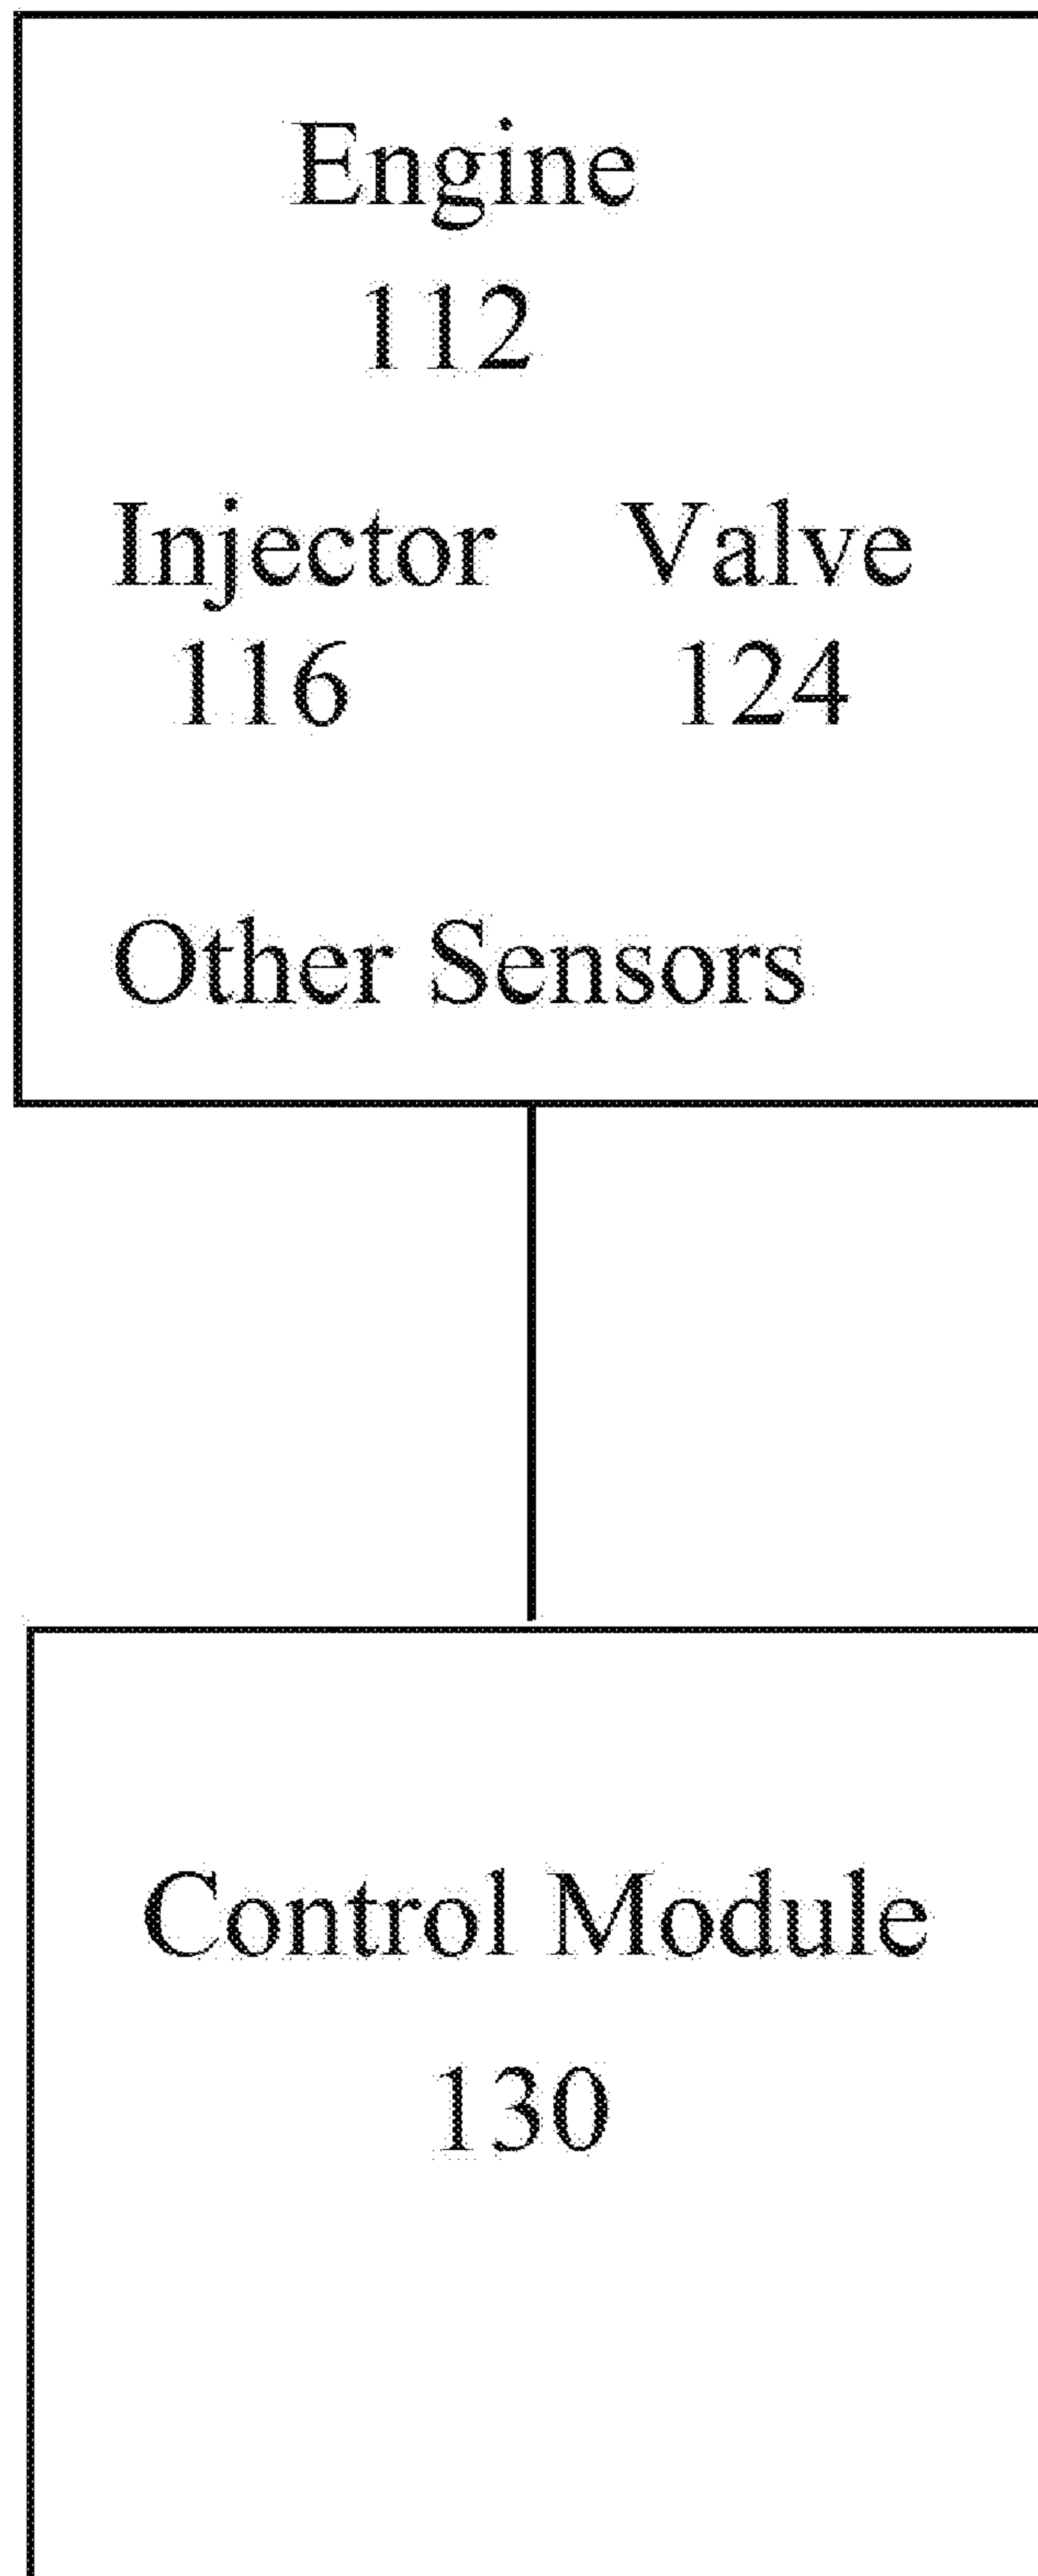 Engine
112
Injector Valve
116 124
Other Sensors
Control Module
130